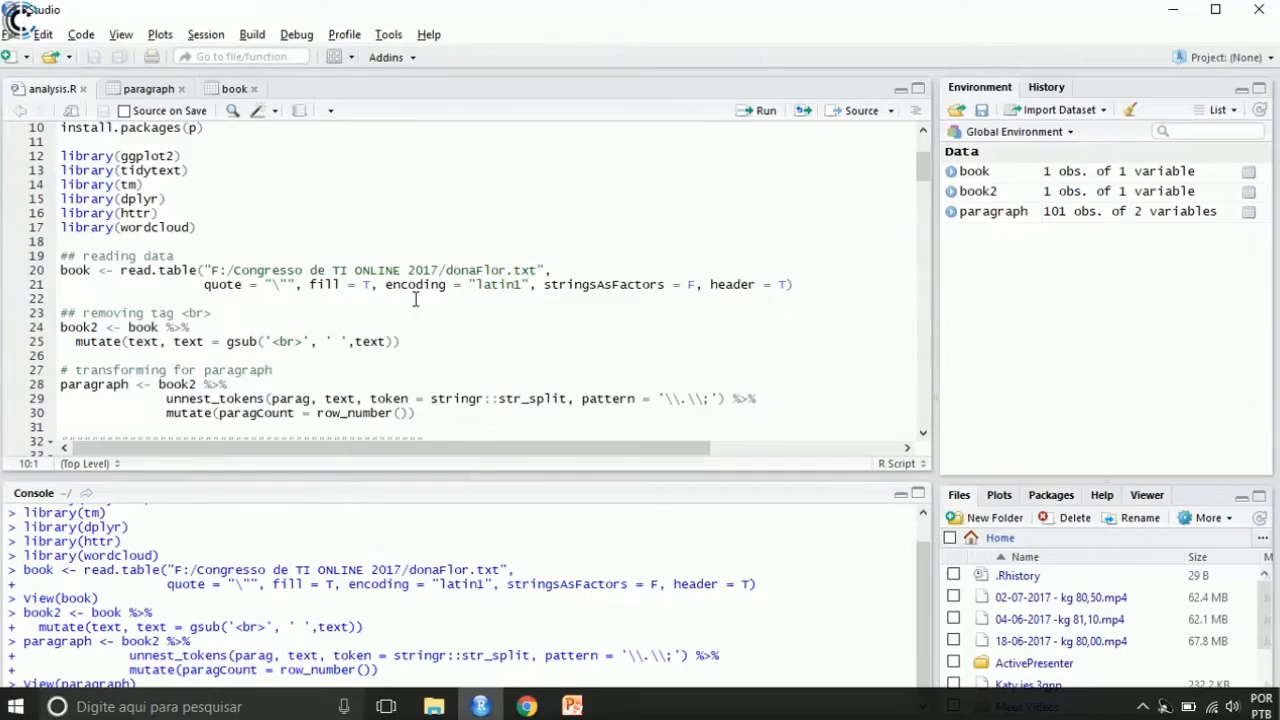 Studio
Edit Code View Plots Session Build Debug Profile Tools Help
Go to file/function Addins Project: (None)
analysis.R × paragraph × book ×
Source on Save Run Source
10 install.packages(p)
11
12 library(ggplot2)
13 library(tidytext)
14 library(tm)
15 library(dplyr)
16 library(httr)
17 library(wordcloud)
18
19 ## reading data
20 book <- read.table("F:/Congresso de TI ONLINE 2017/donaFlor.txt",
21 quote = "\"", fill = T, encoding = "latin1", stringsAsFactors = F, header = T)
22
23 ## removing tag <br>
24 book2 <- book %>%
25 mutate(text, text = gsub('<br>', ' ',text))
26
27 # transforming for paragraph
28 paragraph <- book2 %>%
29 unnest_tokens(parag, text, token = stringr::str_split, pattern = '\\.\\;') %>%
30 mutate(paragCount = row_number())
31
32 ################################################
10:1 (Top Level) R Script
Console ~/
> library(tm)
> library(dplyr)
> library(httr)
> library(wordcloud)
> book <- read.table("F:/Congresso de TI ONLINE 2017/donaFlor.txt",
+ quote = "\"", fill = T, encoding = "latin1", stringsAsFactors = F, header = T)
> View(book)
> book2 <- book %>%
+ mutate(text, text = gsub('<br>', ' ',text))
> paragraph <- book2 %>%
+ unnest_tokens(parag, text, token = stringr::str_split, pattern = '\\.\\;') %>%
+ mutate(paragCount = row_number())
> View(paragraph)
Environment History
Import Dataset List
Global Environment
Data
book 1 obs. of 1 variable
book2 1 obs. of 1 variable
paragraph 101 obs. of 2 variables
Files Plots Packages Help Viewer
New Folder Delete Rename More
Home ...
Name Size
.Rhistory 29 B
02-07-2017 - kg 80,50.mp4 62.4 MB
04-06-2017 - kg 81,10.mp4 62.1 MB
18-06-2017 - kg 80,00.mp4 67.8 MB
ActivePresenter
Katy ies 3gpp 232.2 KB
Meus Vídeos
Digite aqui para pesquisar
POR
PTB